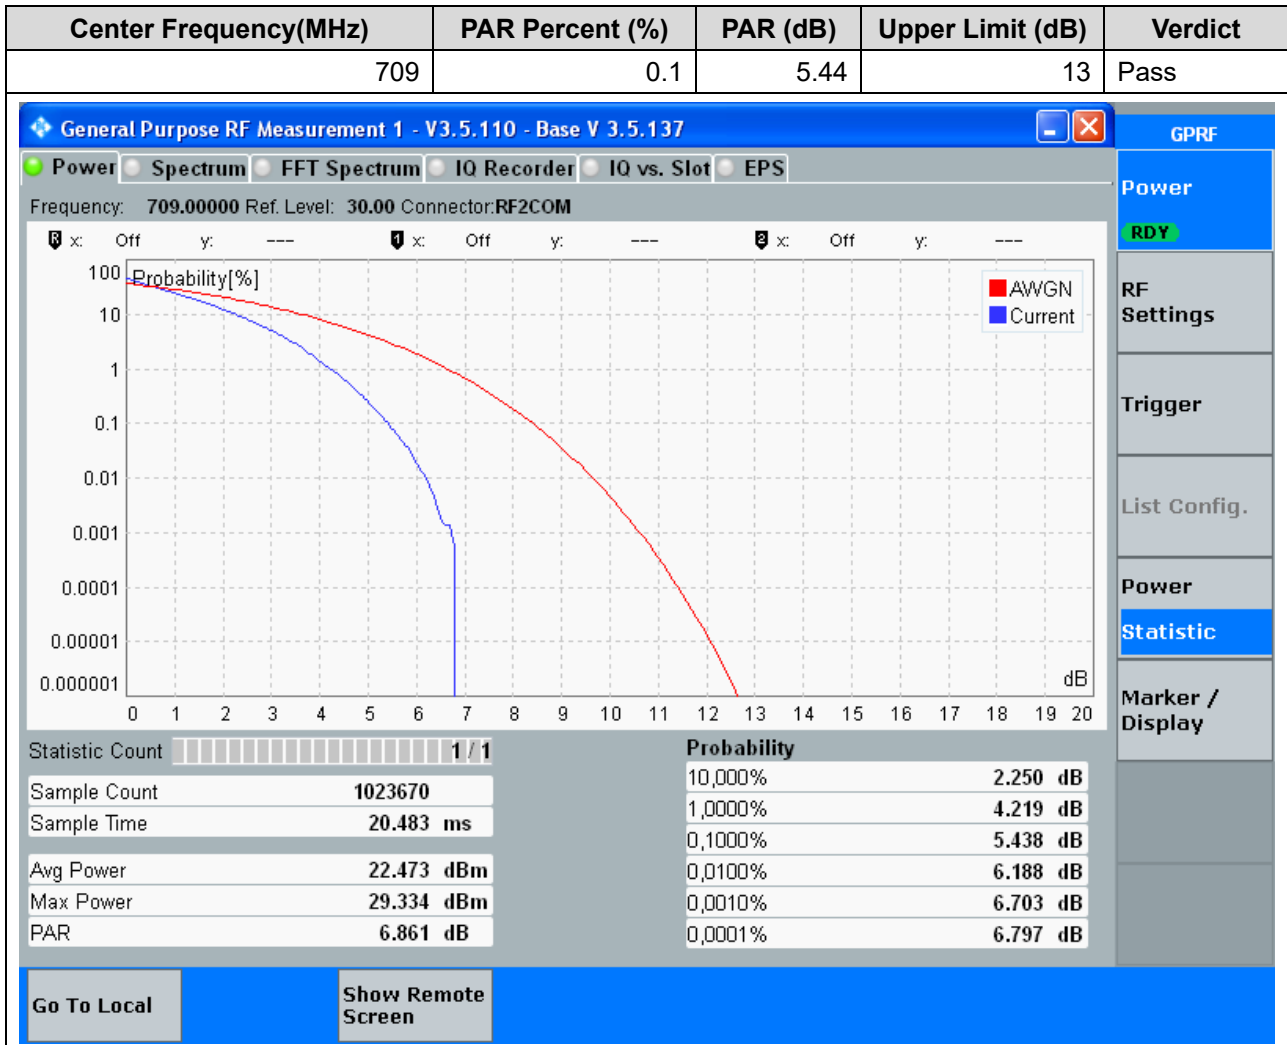 Center Frequency(MHz) PAR Percent (%) PAR (dB) Upper Limit (dB) Verdict
709 0.1 5.44 13 Pass
General Purpose RF Measurement 1 - V3.5.110 - Base V 3.5.137
GPRF
Power Spectrum FFT Spectrum IQ Recorder IQ vs. Slot EPS
Frequency: 709.00000 Ref. Level: 30.00 Connector:RF2COM
R x: Off y: --- 1 x: Off y: --- 2 x: Off y: ---
Probability[%]
100
10
1
0.1
0.01
0.001
0.0001
0.00001
0.000001
AWGN
Current
dB
0 1 2 3 4 5 6 7 8 9 10 11 12 13 14 15 16 17 18 19 20
Statistic Count 1 / 1
Sample Count 1023670
Sample Time 20.483 ms
Avg Power 22.473 dBm
Max Power 29.334 dBm
PAR 6.861 dB
Probability
10,000% 2.250 dB
1,0000% 4.219 dB
0,1000% 5.438 dB
0,0100% 6.188 dB
0,0010% 6.703 dB
0,0001% 6.797 dB
Power
RDY
RF
Settings
Trigger
List Config.
Power
Statistic
Marker /
Display
Go To Local
Show Remote
Screen